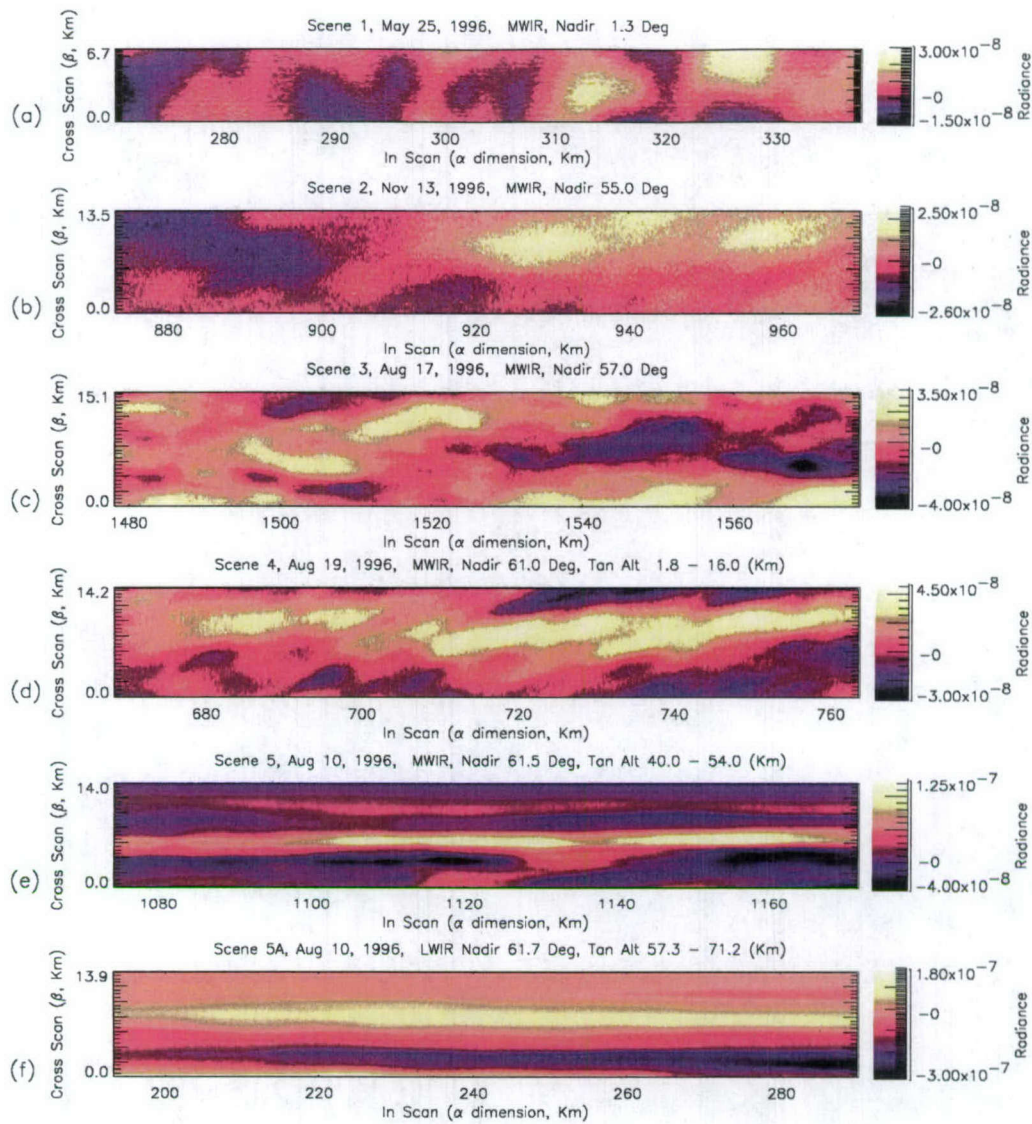 Scene 1, May 25, 1996, MWIR, Nadir 1.3 Deg
Cross Scan (β, Km)
6.7
0.0
(a)
280 290 300 310 320 330
In Scan (α dimension, Km)
3.00x10⁻⁸
-0
-1.50x10⁻⁸
Radiance
Scene 2, Nov 13, 1996, MWIR, Nadir 55.0 Deg
Cross Scan (β, Km)
13.5
0.0
(b)
880 900 920 940 960
In Scan (α dimension, Km)
2.50x10⁻⁸
-0
-2.60x10⁻⁸
Radiance
Scene 3, Aug 17, 1996, MWIR, Nadir 57.0 Deg
Cross Scan (β, Km)
15.1
0.0
(c)
1480 1500 1520 1540 1560
In Scan (α dimension, Km)
3.50x10⁻⁸
-0
-4.00x10⁻⁸
Radiance
Scene 4, Aug 19, 1996, MWIR, Nadir 61.0 Deg, Tan Alt 1.8 - 16.0 (Km)
Cross Scan (β, Km)
14.2
0.0
(d)
680 700 720 740 760
In Scan (α dimension, Km)
4.50x10⁻⁸
-0
-3.00x10⁻⁸
Radiance
Scene 5, Aug 10, 1996, MWIR, Nadir 61.5 Deg, Tan Alt 40.0 - 54.0 (Km)
Cross Scan (β, Km)
14.0
0.0
(e)
1080 1100 1120 1140 1160
In Scan (α dimension, Km)
1.25x10⁻⁷
-0
-4.00x10⁻⁸
Radiance
Scene 5A, Aug 10, 1996, LWIR Nadir 61.7 Deg, Tan Alt 57.3 - 71.2 (Km)
Cross Scan (β, Km)
13.9
0.0
(f)
200 220 240 260 280
In Scan (α dimension, Km)
1.80x10⁻⁷
-0
-3.00x10⁻⁷
Radiance